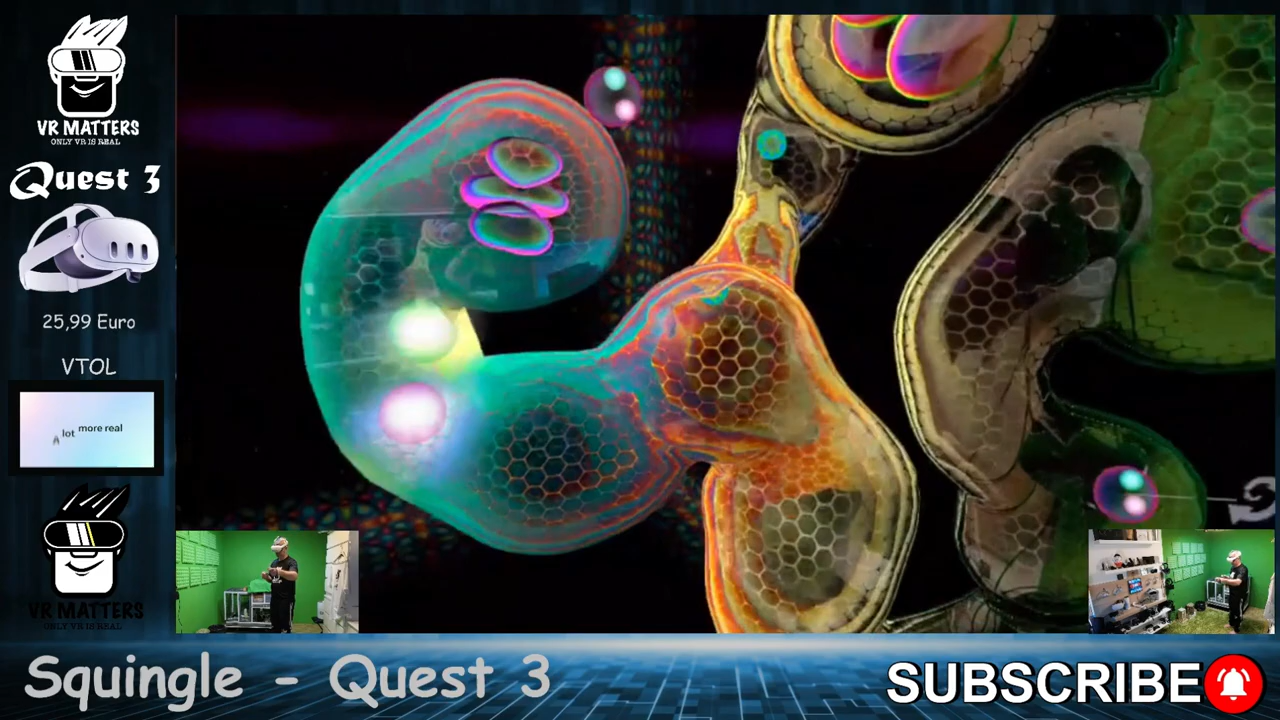 VR MATTERS
ONLY VR IS REAL
Quest 3
25,99 Euro
VTOL
lot more real
VR MATTERS
ONLY VR IS REAL
Squingle - Quest 3
SUBSCRIBE